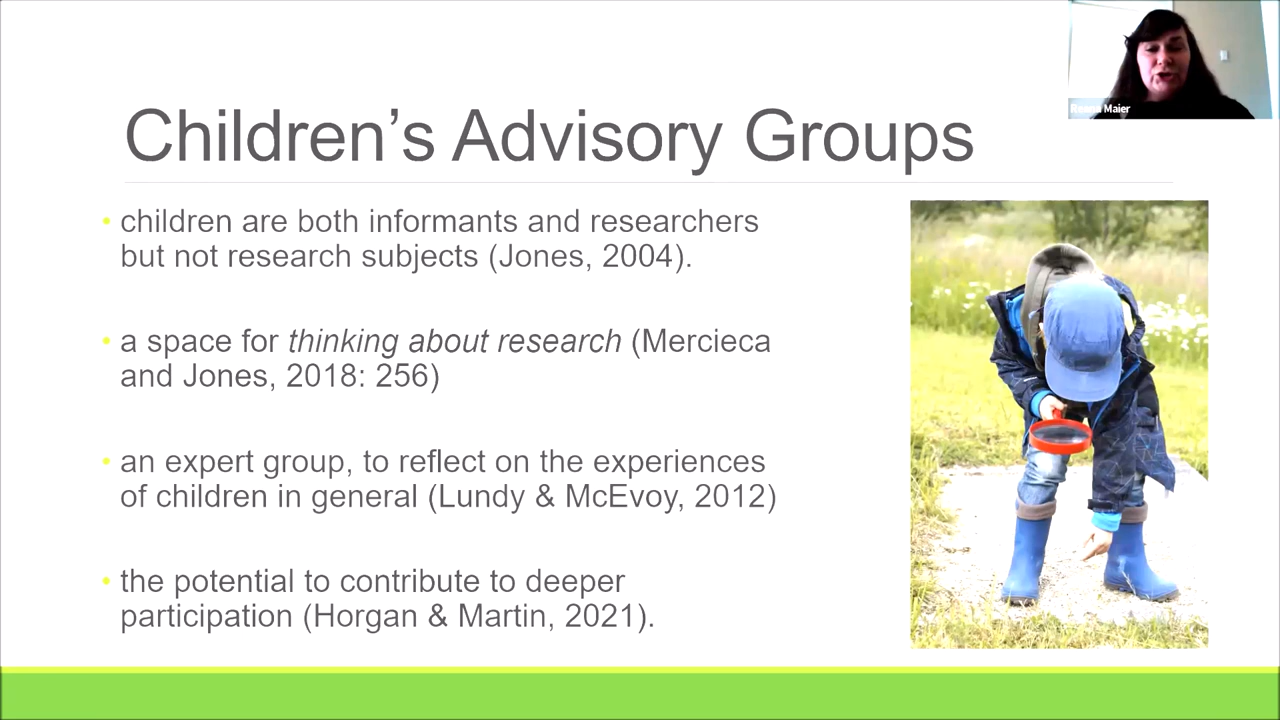 Children's Advisory Groups
Maier
• children are both informants and researchers
but not research subjects (Jones, 2004).
• a space for thinking about research (Mercieca
and Jones, 2018: 256)
• an expert group, to reflect on the experiences
of children in general (Lundy & McEvoy, 2012)
• the potential to contribute to deeper
participation (Horgan & Martin, 2021).